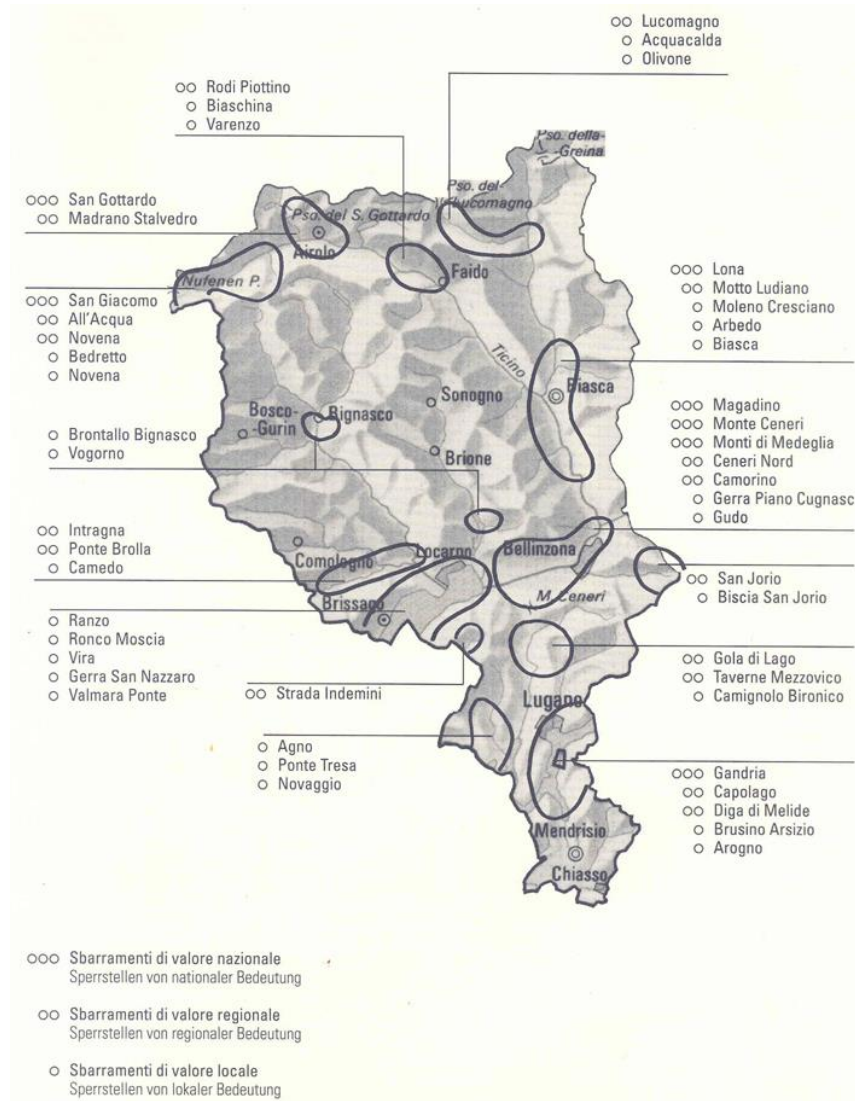 ○○ Lucomagno
○ Acquacalda
○ Olivone
○○ Rodi Piottino
○ Biaschina
○ Varenzo
Pso. della-
-Greina
Pso. del-
-Lucomagno
○○○ San Gottardo
○○ Madrano Stalvedro
Pso. del S. Gottardo
Airolo
Faido
Nufenen P.
○○○ San Giacomo
○○ All'Acqua
○○ Novena
○ Bedretto
○ Novena
○○○ Lona
○○ Motto Ludiano
○ Moleno Cresciano
○ Arbedo
○ Biasca
Ticino
Biasca
Sonogno
Bosco-
-Gurin
Bignasco
Brione
○ Brontallo Bignasco
○ Vogorno
○○○ Magadino
○○○ Monte Ceneri
○○○ Monti di Medeglia
○○ Ceneri Nord
○○ Camorino
○ Gerra Piano Cugnasc
○ Gudo
○○ Intragna
○○ Ponte Brolla
○ Camedo
Comologno
Locarno
Bellinzona
Brissago
M. Ceneri
○○ San Jorio
○ Biscia San Jorio
○ Ranzo
○ Ronco Moscia
○ Vira
○ Gerra San Nazzaro
○ Valmara Ponte
○○ Strada Indemini
○○ Gola di Lago
○○ Taverne Mezzovico
○ Camignolo Bironico
Lugano
○ Agno
○ Ponte Tresa
○ Novaggio
○○○ Gandria
○○ Capolago
○○ Diga di Melide
○ Brusino Arsizio
○ Arogno
Mendrisio
Chiasso
○○○ Sbarramenti di valore nazionale
Sperrstellen von nationaler Bedeutung
○○ Sbarramenti di valore regionale
Sperrstellen von regionaler Bedeutung
○ Sbarramenti di valore locale
Sperrstellen von lokaler Bedeutung